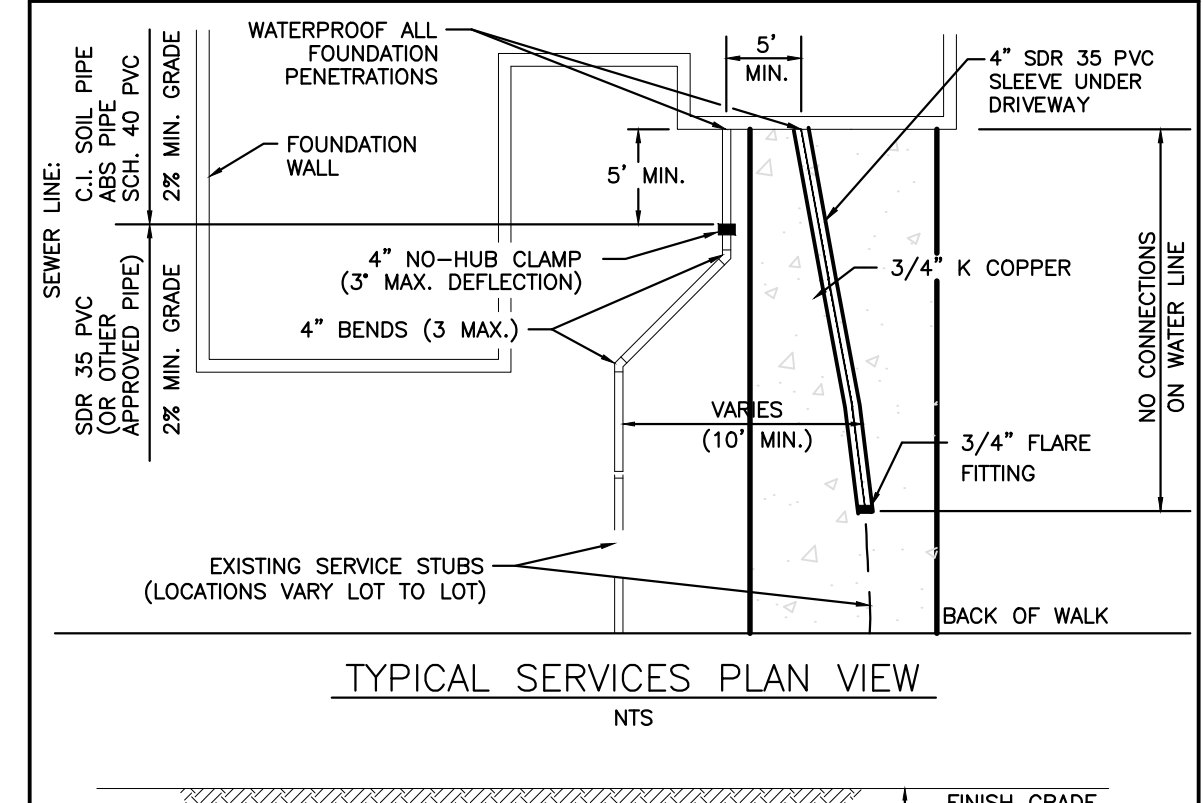 WATERPROOF ALL
FOUNDATION
PENETRATIONS
5'
MIN.
4" SDR 35 PVC
SLEEVE UNDER
DRIVEWAY
SEWER LINE:
C.I. SOIL PIPE
ABS PIPE
SCH. 40 PVC
2% MIN. GRADE
FOUNDATION
WALL
5' MIN.
4" NO-HUB CLAMP
(3° MAX. DEFLECTION)
3/4" K COPPER
SDR 35 PVC
(OR OTHER
APPROVED PIPE)
2% MIN. GRADE
4" BENDS (3 MAX.)
NO CONNECTIONS
ON WATER LINE
VARIES
(10' MIN.)
3/4" FLARE
FITTING
EXISTING SERVICE STUBS
(LOCATIONS VARY LOT TO LOT)
BACK OF WALK
TYPICAL SERVICES PLAN VIEW
NTS
FINISH GRADE